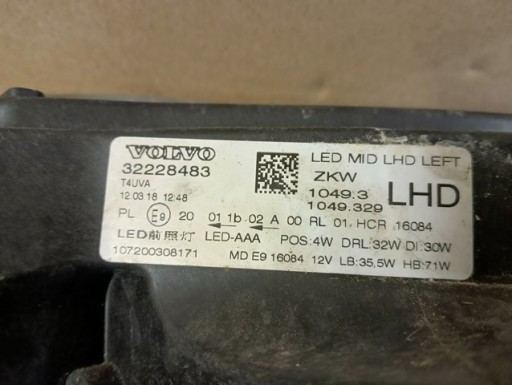 VOLVO
32228483
T4UVA
12.03.18 12:48
LED MID LHD LEFT
ZKW
1049.3
1049.329
LHD
PL E9 20 01 1b 02 A 00 RL 01. HCR 16084
LED前照灯 LED-AAA POS:4W DRL:32W DI:30W
107200308171 MD E9 16084 12V LB:35,5W HB:71W